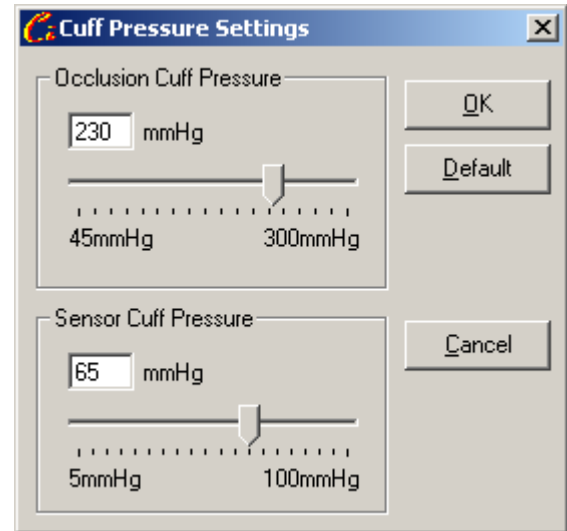 Cuff Pressure Settings
Occlusion Cuff Pressure
230 mmHg
45mmHg 300mmHg
OK
Default
Sensor Cuff Pressure
65 mmHg
5mmHg 100mmHg
Cancel